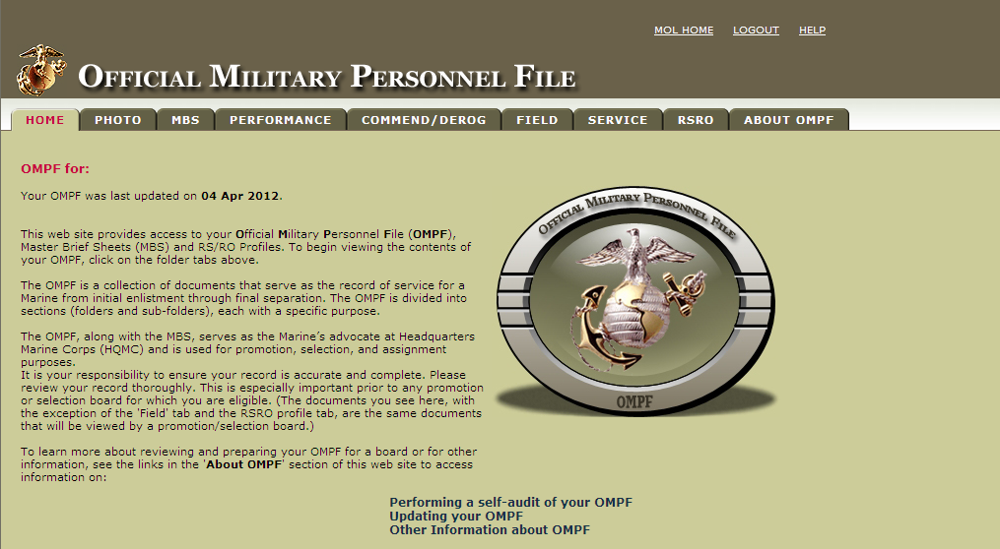 MOL HOME LOGOUT HELP
OFFICIAL MILITARY PERSONNEL FILE
HOME PHOTO MBS PERFORMANCE COMMEND/DEROG FIELD SERVICE RSRO ABOUT OMPF
OMPF for:
Your OMPF was last updated on 04 Apr 2012.
This web site provides access to your Official Military Personnel File (OMPF),
Master Brief Sheets (MBS) and RS/RO Profiles. To begin viewing the contents of
your OMPF, click on the folder tabs above.
The OMPF is a collection of documents that serve as the record of service for a
Marine from initial enlistment through final separation. The OMPF is divided into
sections (folders and sub-folders), each with a specific purpose.
The OMPF, along with the MBS, serves as the Marine's advocate at Headquarters
Marine Corps (HQMC) and is used for promotion, selection, and assignment
purposes.
It is your responsibility to ensure your record is accurate and complete. Please
review your record thoroughly. This is especially important prior to any promotion
or selection board for which you are eligible. (The documents you see here, with
the exception of the 'Field' tab and the RSRO profile tab, are the same documents
that will be viewed by a promotion/selection board.)
To learn more about reviewing and preparing your OMPF for a board or for other
information, see the links in the 'About OMPF' section of this web site to access
information on:
OFFICIAL MILITARY PERSONNEL FILE
OMPF
Performing a self-audit of your OMPF
Updating your OMPF
Other Information about OMPF